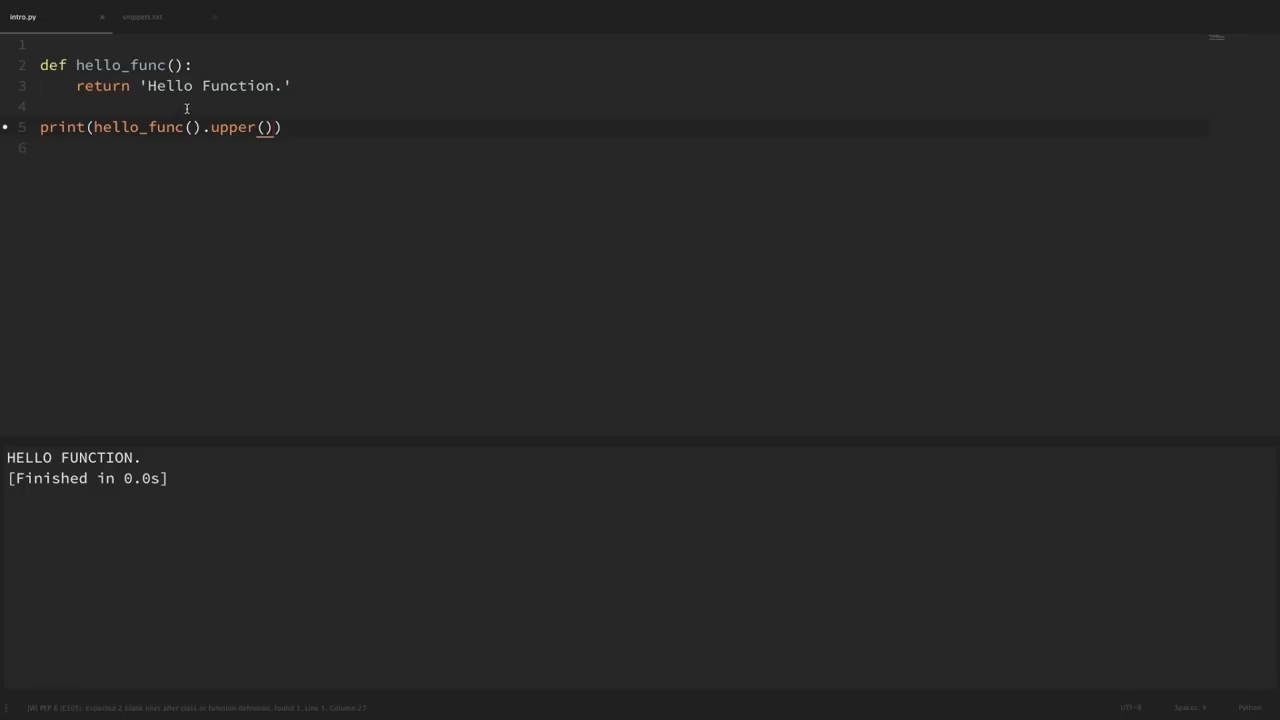 intro.py × snippets.txt ×
1
2 def hello_func():
3 return 'Hello Function.'
4
5 print(hello_func().upper())
6
HELLO FUNCTION.
[Finished in 0.0s]
[W] PEP 8 (E305): expected 2 blank lines after class or function definition, found 1, Line 5, Column 27
UTF-8 Spaces: 4 Python